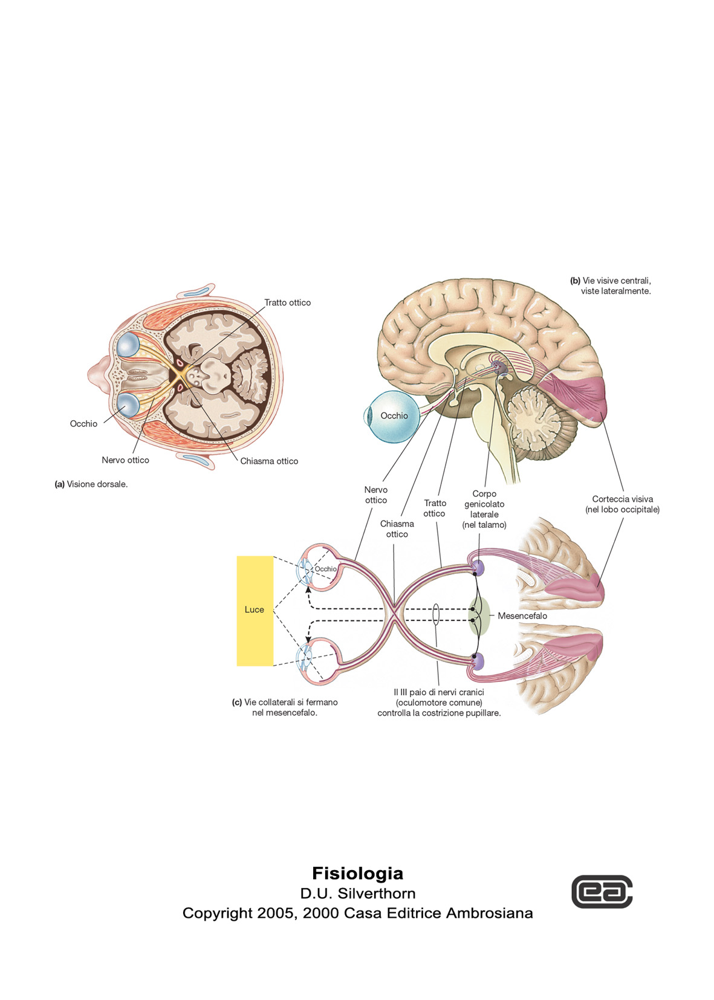 Tratto ottico
Occhio
Nervo ottico
Chiasma ottico
(a) Visione dorsale.
(b) Vie visive centrali,
viste lateralmente.
Occhio
Nervo
ottico
Chiasma
ottico
Tratto
ottico
Corpo
genicolato
laterale
(nel talamo)
Corteccia visiva
(nel lobo occipitale)
Occhio
Luce
Mesencefalo
Il III paio di nervi cranici
(oculomotore comune)
controlla la costrizione pupillare.
(c) Vie collaterali si fermano
nel mesencefalo.
Fisiologia
D.U. Silverthorn
Copyright 2005, 2000 Casa Editrice Ambrosiana
cea